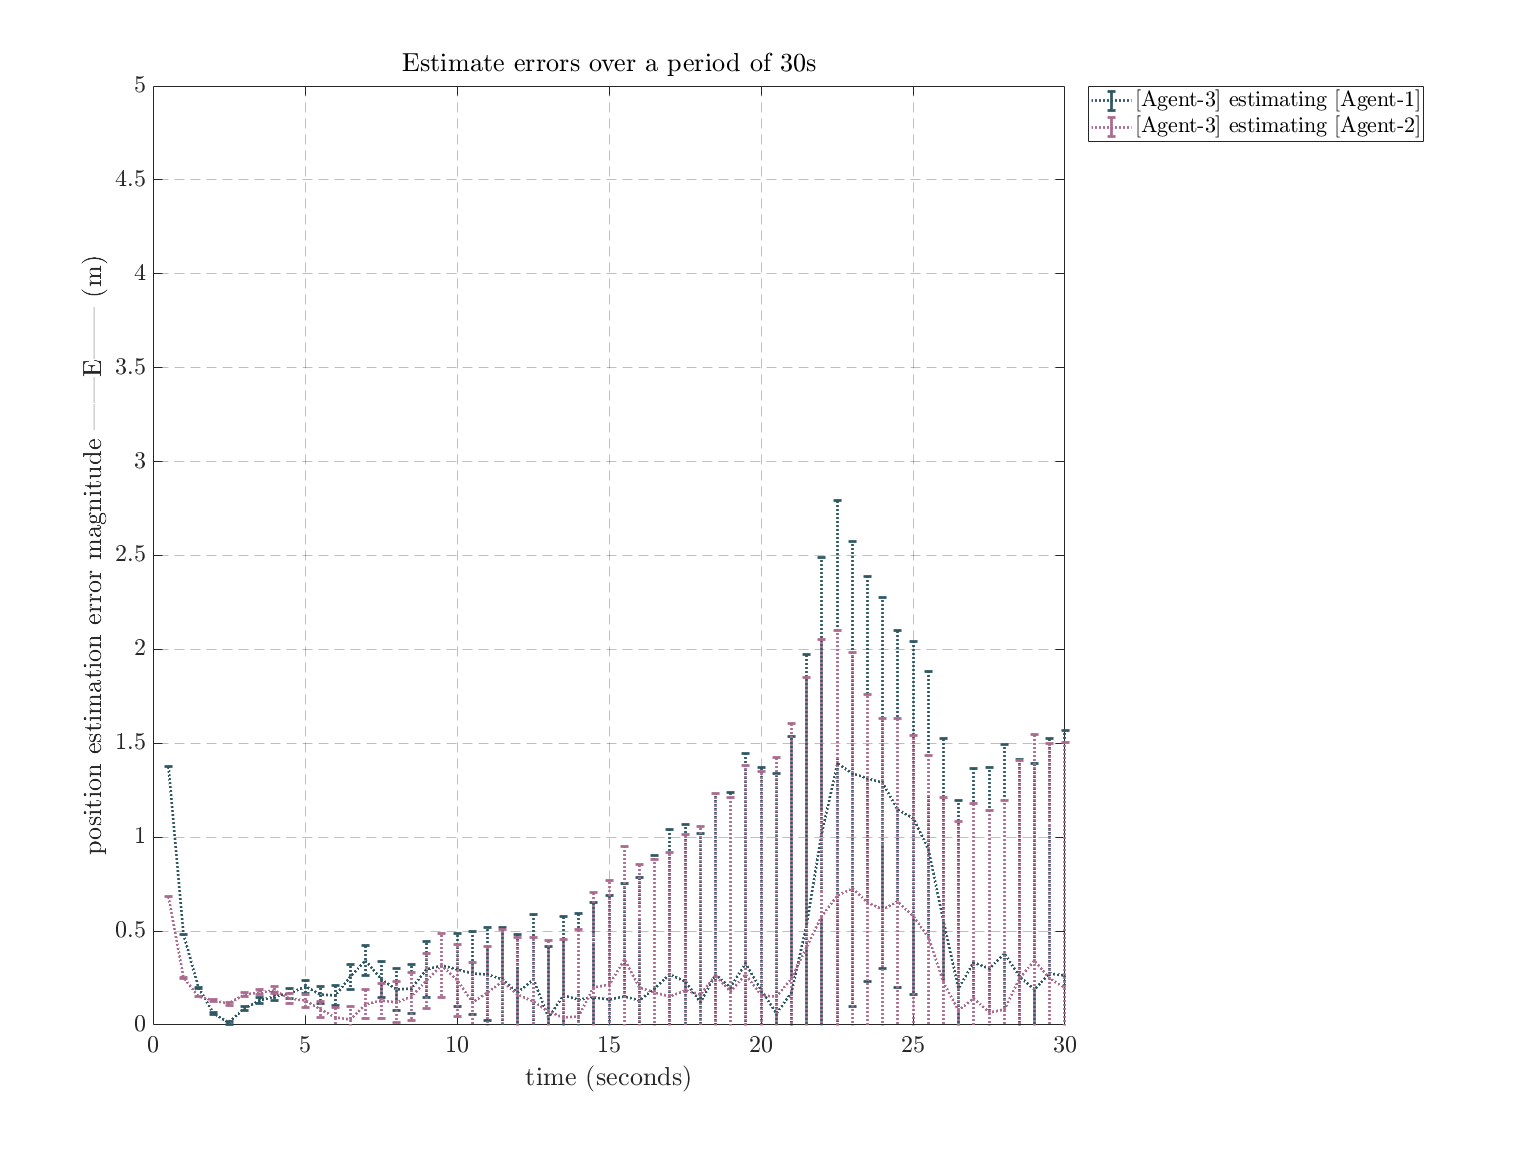 Estimate errors over a period of 30s
[Agent-3] estimating [Agent-1]
[Agent-3] estimating [Agent-2]
position estimation error magnitude ——E—— (m)
5
4.5
4
3.5
3
2.5
2
1.5
1
0.5
0
0 5 10 15 20 25 30
time (seconds)